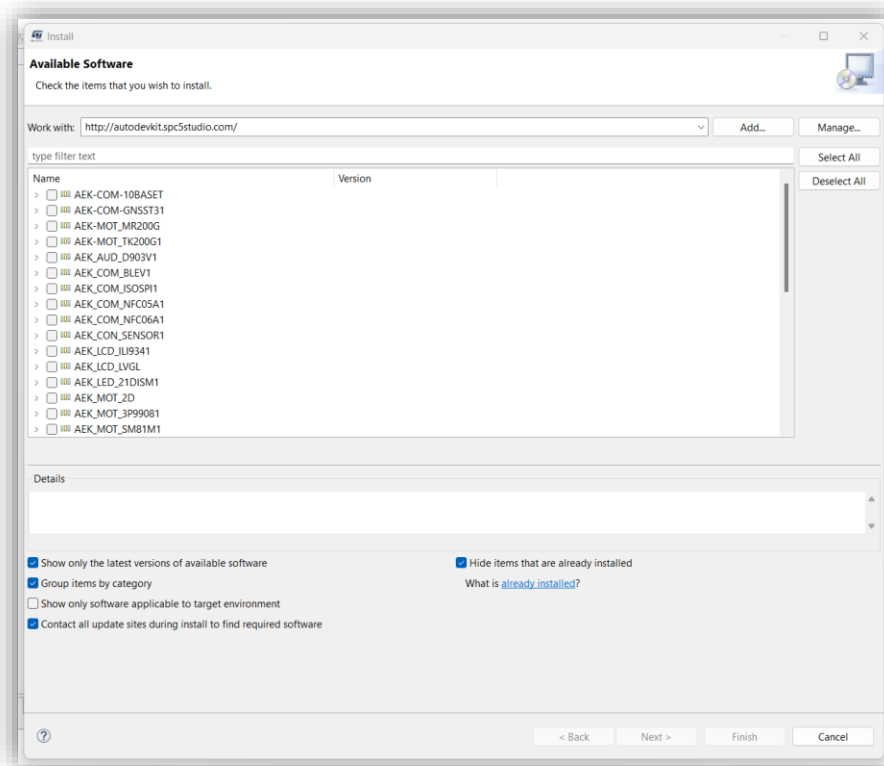 Install
Available Software
Check the items that you wish to install.
Work with: http://autodevkit.spc5studio.com/ Add... Manage...
type filter text Select All
Name Version Deselect All
AEK-COM-10BASET
AEK-COM-GNSST31
AEK-MOT_MR200G
AEK-MOT_TK200G1
AEK_AUD_D903V1
AEK_COM_BLEV1
AEK_COM_ISOSPI1
AEK_COM_NFC05A1
AEK_COM_NFC06A1
AEK_CON_SENSOR1
AEK_LCD_ILI9341
AEK_LCD_LVGL
AEK_LED_21DISM1
AEK_MOT_2D
AEK_MOT_3P99081
AEK_MOT_SM81M1
Details
Show only the latest versions of available software Hide items that are already installed
Group items by category What is already installed?
Show only software applicable to target environment
Contact all update sites during install to find required software
? < Back Next > Finish Cancel